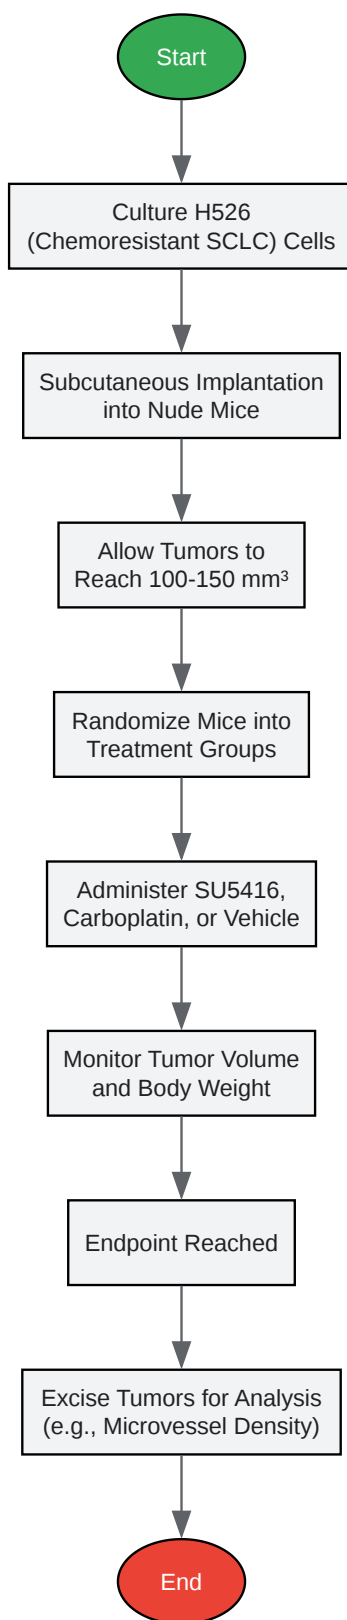 Start
Culture H526
(Chemoresistant SCLC) Cells
Subcutaneous Implantation
into Nude Mice
Allow Tumors to
Reach 100-150 mm³
Randomize Mice into
Treatment Groups
Administer SU5416,
Carboplatin, or Vehicle
Monitor Tumor Volume
and Body Weight
Endpoint Reached
Excise Tumors for Analysis
(e.g., Microvessel Density)
End